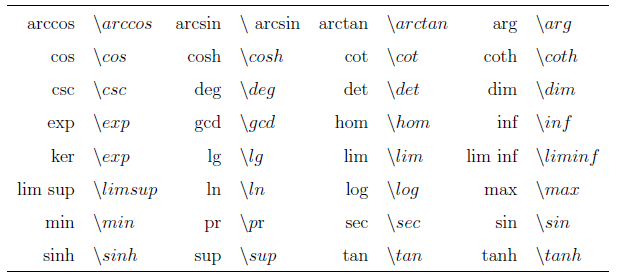 arccos \arccos arcsin \ arcsin arctan \arctan arg \arg
cos \cos cosh \cosh cot \cot coth \coth
csc \csc deg \deg det \det dim \dim
exp \exp gcd \gcd hom \hom inf \inf
ker \exp lg \lg lim \lim lim inf \liminf
lim sup \limsup ln \ln log \log max \max
min \min pr \pr sec \sec sin \sin
sinh \sinh sup \sup tan \tan tanh \tanh